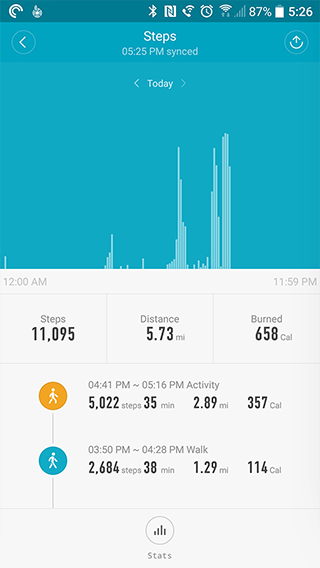 87% 5:26
Steps
05:25 PM synced
Today
12:00 AM 11:59 PM
Steps Distance Burned
11,095 5.73 mi 658 Cal
04:41 PM ~ 05:16 PM Activity
5,022 steps 35 min 2.89 mi 357 Cal
03:50 PM ~ 04:28 PM Walk
2,684 steps 38 min 1.29 mi 114 Cal
Stats